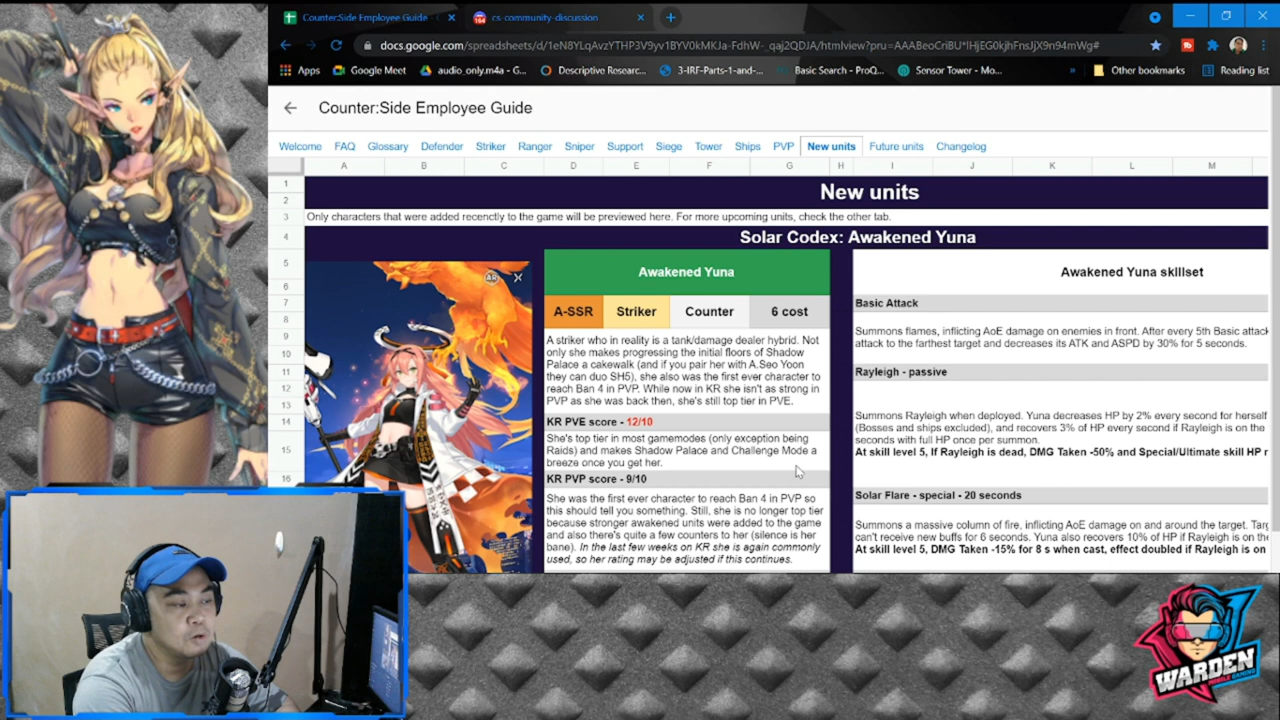 Counter:Side Employee Guide -
cs-community-discussion
docs.google.com/spreadsheets/d/1eN8YLqAvzYTHP3V9yv1BYV0kMKJa-FdhW-_qaj2QDJA/htmlview?pru=AAABeoCriBU*IHjEG0kjhFnsJjX9n94mWg#
Apps Google Meet audio_only.m4a - G... Descriptive Researc... 3-IRF-Parts-1-and-... Basic Search - ProQ... Sensor Tower - Mo... » Other bookmarks Reading list
Counter:Side Employee Guide
Welcome FAQ Glossary Defender Striker Ranger Sniper Support Siege Tower Ships PVP New units Future units Changelog
A B C D E F G H I J K L M
1
New units
2
3 Only characters that were added recenctly to the game will be previewed here. For more upcoming units, check the other tab.
4 Solar Codex: Awakened Yuna
5
Awakened Yuna
Awakened Yuna skillset
6
7
Basic Attack
A-SSR Striker Counter 6 cost
8
9
10
11
12
13
14
15
16
A striker who in reality is a tank/damage dealer hybrid. Not
only she makes progressing the initial floors of Shadow
Palace a cakewalk (and if you pair her with A.Seo Yoon
they can duo SH5), she also was the first ever character to
reach Ban 4 in PVP. While now in KR she isn't as strong in
PVP as she was back then, she's still top tier in PVE.
KR PVE score - 12/10
She's top tier in most gamemodes (only exception being
Raids) and makes Shadow Palace and Challenge Mode a
breeze once you get her.
KR PVP score - 9/10
She was the first ever character to reach Ban 4 in PVP so
this should tell you something. Still, she is no longer top tier
because stronger awakened units were added to the game
and also there's quite a few counters to her (silence is her
bane). In the last few weeks on KR she is again commonly
used, so her rating may be adjusted if this continues.
Summons flames, inflicting AoE damage on enemies in front. After every 5th Basic attack
attack to the farthest target and decreases its ATK and ASPD by 30% for 5 seconds.
Rayleigh - passive
Summons Rayleigh when deployed. Yuna decreases HP by 2% every second for herself
(Bosses and ships excluded), and recovers 3% of HP every second if Rayleigh is on the
seconds with full HP once per summon.
At skill level 5, If Rayleigh is dead, DMG Taken -50% and Special/Ultimate skill HP r
Solar Flare - special - 20 seconds
Summons a massive column of fire, inflicting AoE damage on and around the target. Targ
can't receive new buffs for 6 seconds. Yuna also recovers 10% of HP if Rayleigh is on the
At skill level 5, DMG Taken -15% for 8 s when cast, effect doubled if Rayleigh is on
WARDEN
MOBILE GAMING